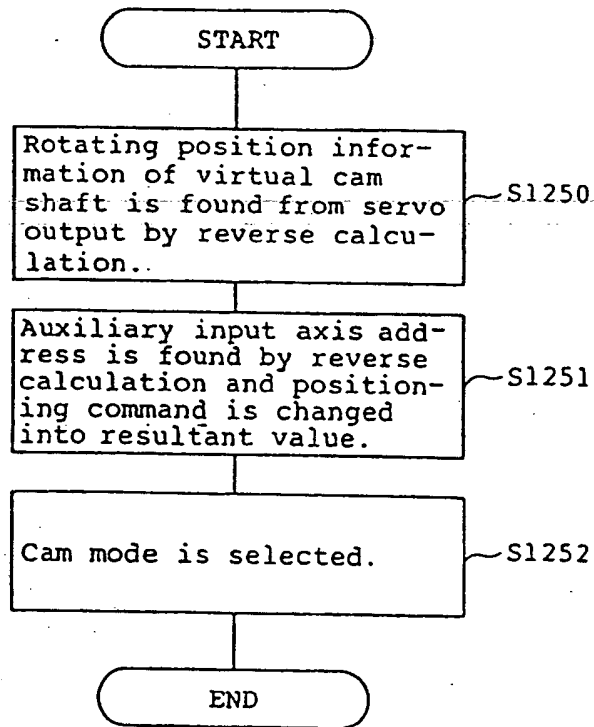 START
Rotating position infor-
mation of virtual cam
shaft is found from servo
output by reverse calcu-
lation.
S1250
Auxiliary input axis ad-
dress is found by reverse
calculation and position-
ing command is changed
into resultant value.
S1251
Cam mode is selected.
S1252
END